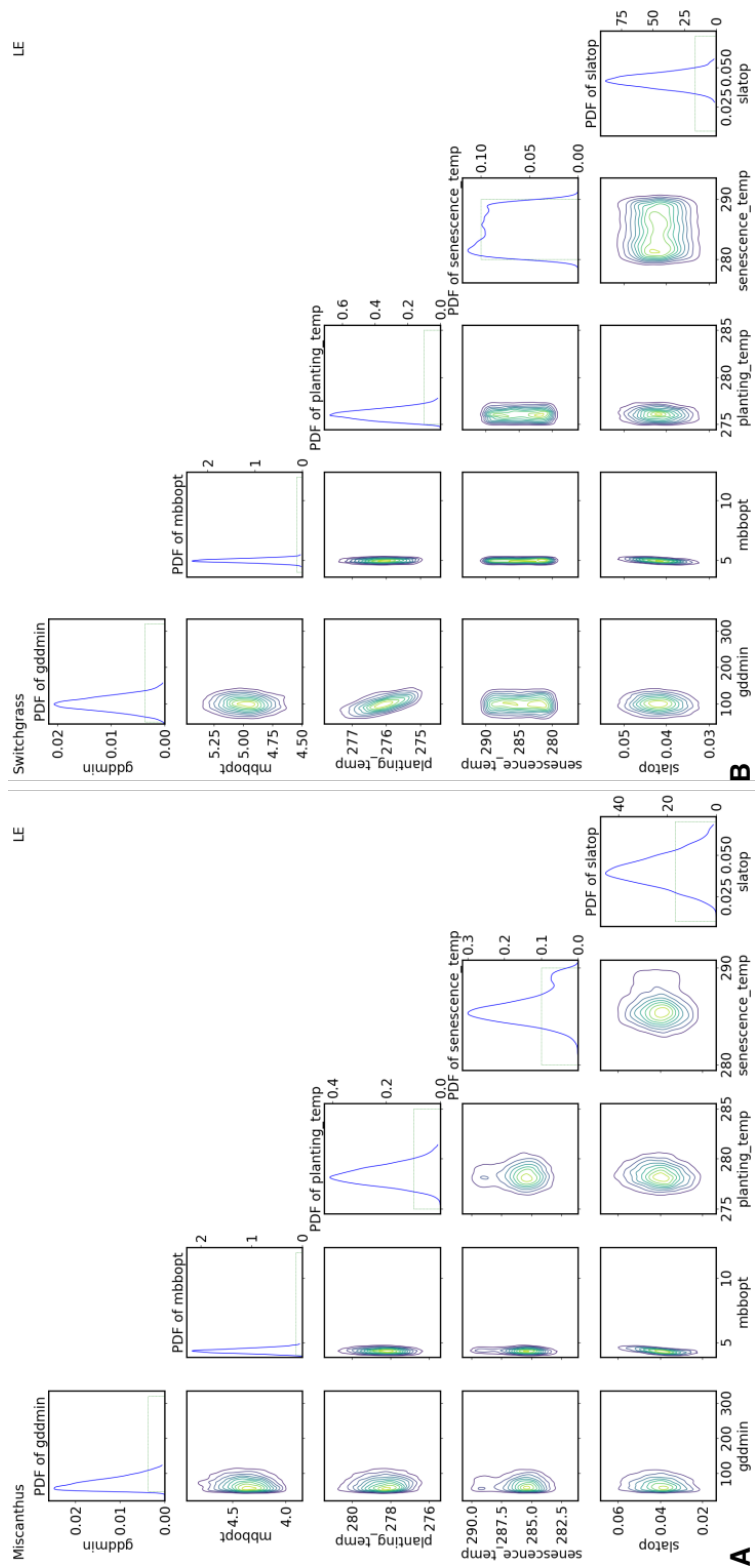 Miscanthus LE
PDF of gddmin
gddmin
0.02
0.01
0.00
PDF of mbbopt
mbbopt
4.5
4.0
2
1
0
PDF of planting_temp
planting_temp
280
278
276
0.4
0.2
0.0
PDF of senescence_temp
senescence_temp
290.0
287.5
285.0
282.5
0.3
0.2
0.1
0.0
PDF of slatop
slatop
0.06
0.04
0.02
40
20
0
100 200 300 5 10 275 280 285 280 290 0.025 0.050
gddmin mbbopt planting_temp senescence_temp slatop
A
Switchgrass LE
PDF of gddmin
gddmin
0.02
0.01
0.00
PDF of mbbopt
mbbopt
5.25
5.00
4.75
4.50
2
1
0
PDF of planting_temp
planting_temp
277
276
275
0.6
0.4
0.2
0.0
PDF of senescence_temp
senescence_temp
290
285
280
0.10
0.05
0.00
PDF of slatop
slatop
0.05
0.04
0.03
75
50
25
0
100 200 300 5 10 275 280 285 280 290 0.025 0.050
gddmin mbbopt planting_temp senescence_temp slatop
B